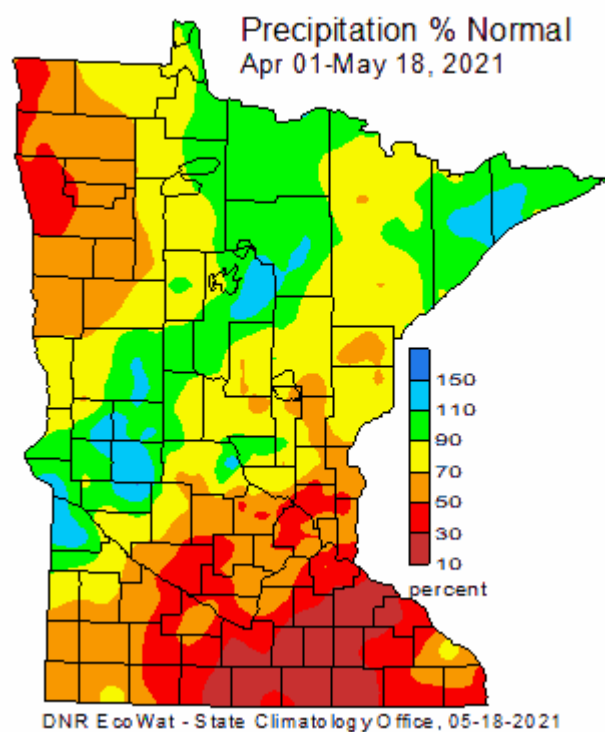 Precipitation % Normal
Apr 01-May 18, 2021
150
110
90
70
50
30
10
percent
DNR EcoWat - State Climatology Office, 05-18-2021